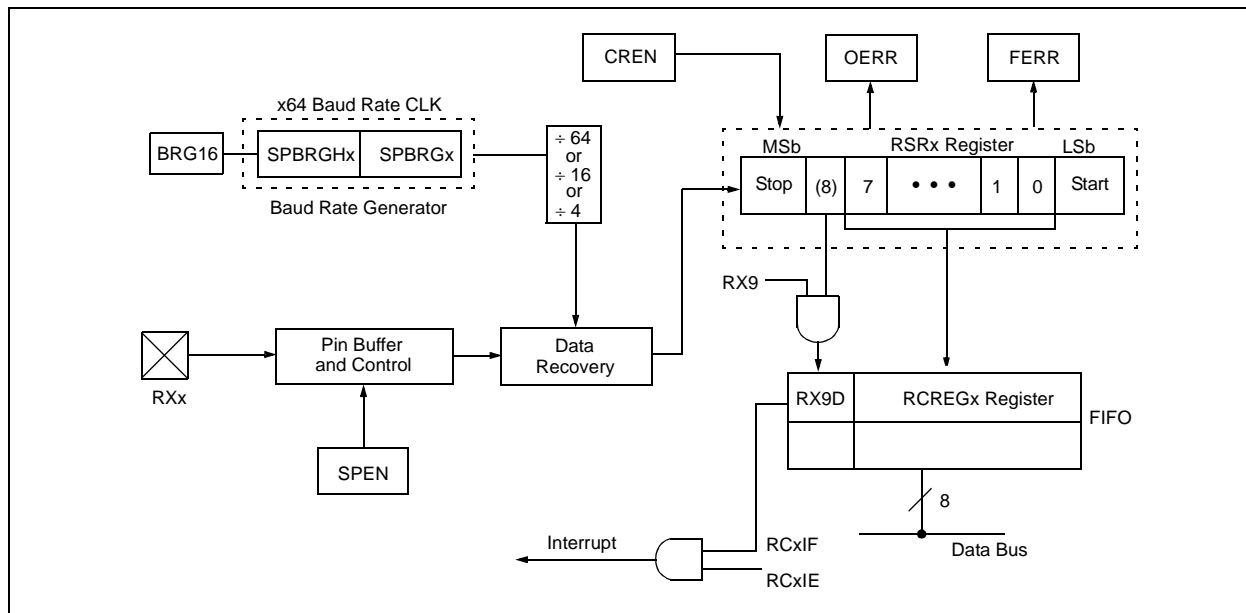 CREN
OERR
FERR
x64 Baud Rate CLK
BRG16
SPBRGHx
SPBRGx
Baud Rate Generator
÷ 64
or
÷ 16
or
÷ 4
MSb
RSRx Register
LSb
Stop
(8)
7
• • •
1
0
Start
RX9
RXx
Pin Buffer
and Control
Data
Recovery
SPEN
RX9D
RCREGx Register
FIFO
8
Data Bus
Interrupt
RCxIF
RCxIE